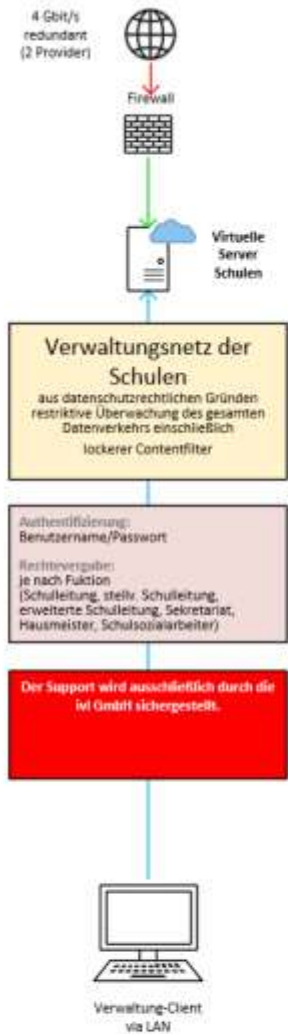 4 Gbit/s
redundant
(2 Provider)
Firewall
Virtuelle
Server
Schulen
Verwaltungsnetz der
Schulen
aus datenschutzrechtlichen Gründen
restriktive Überwachung des gesamten
Datenverkehrs einschließlich
lockerer Contentfilter
Authentifizierung:
Benutzername/Passwort
Rechtevergabe:
je nach Fuktion
(Schulleitung, stellv. Schulleitung,
erweiterte Schulleitung, Sekretariat,
Hausmeister, Schulsozialarbeiter)
Der Support wird ausschließlich durch die
ivl GmbH sichergestellt.
Verwaltung-Client
via LAN